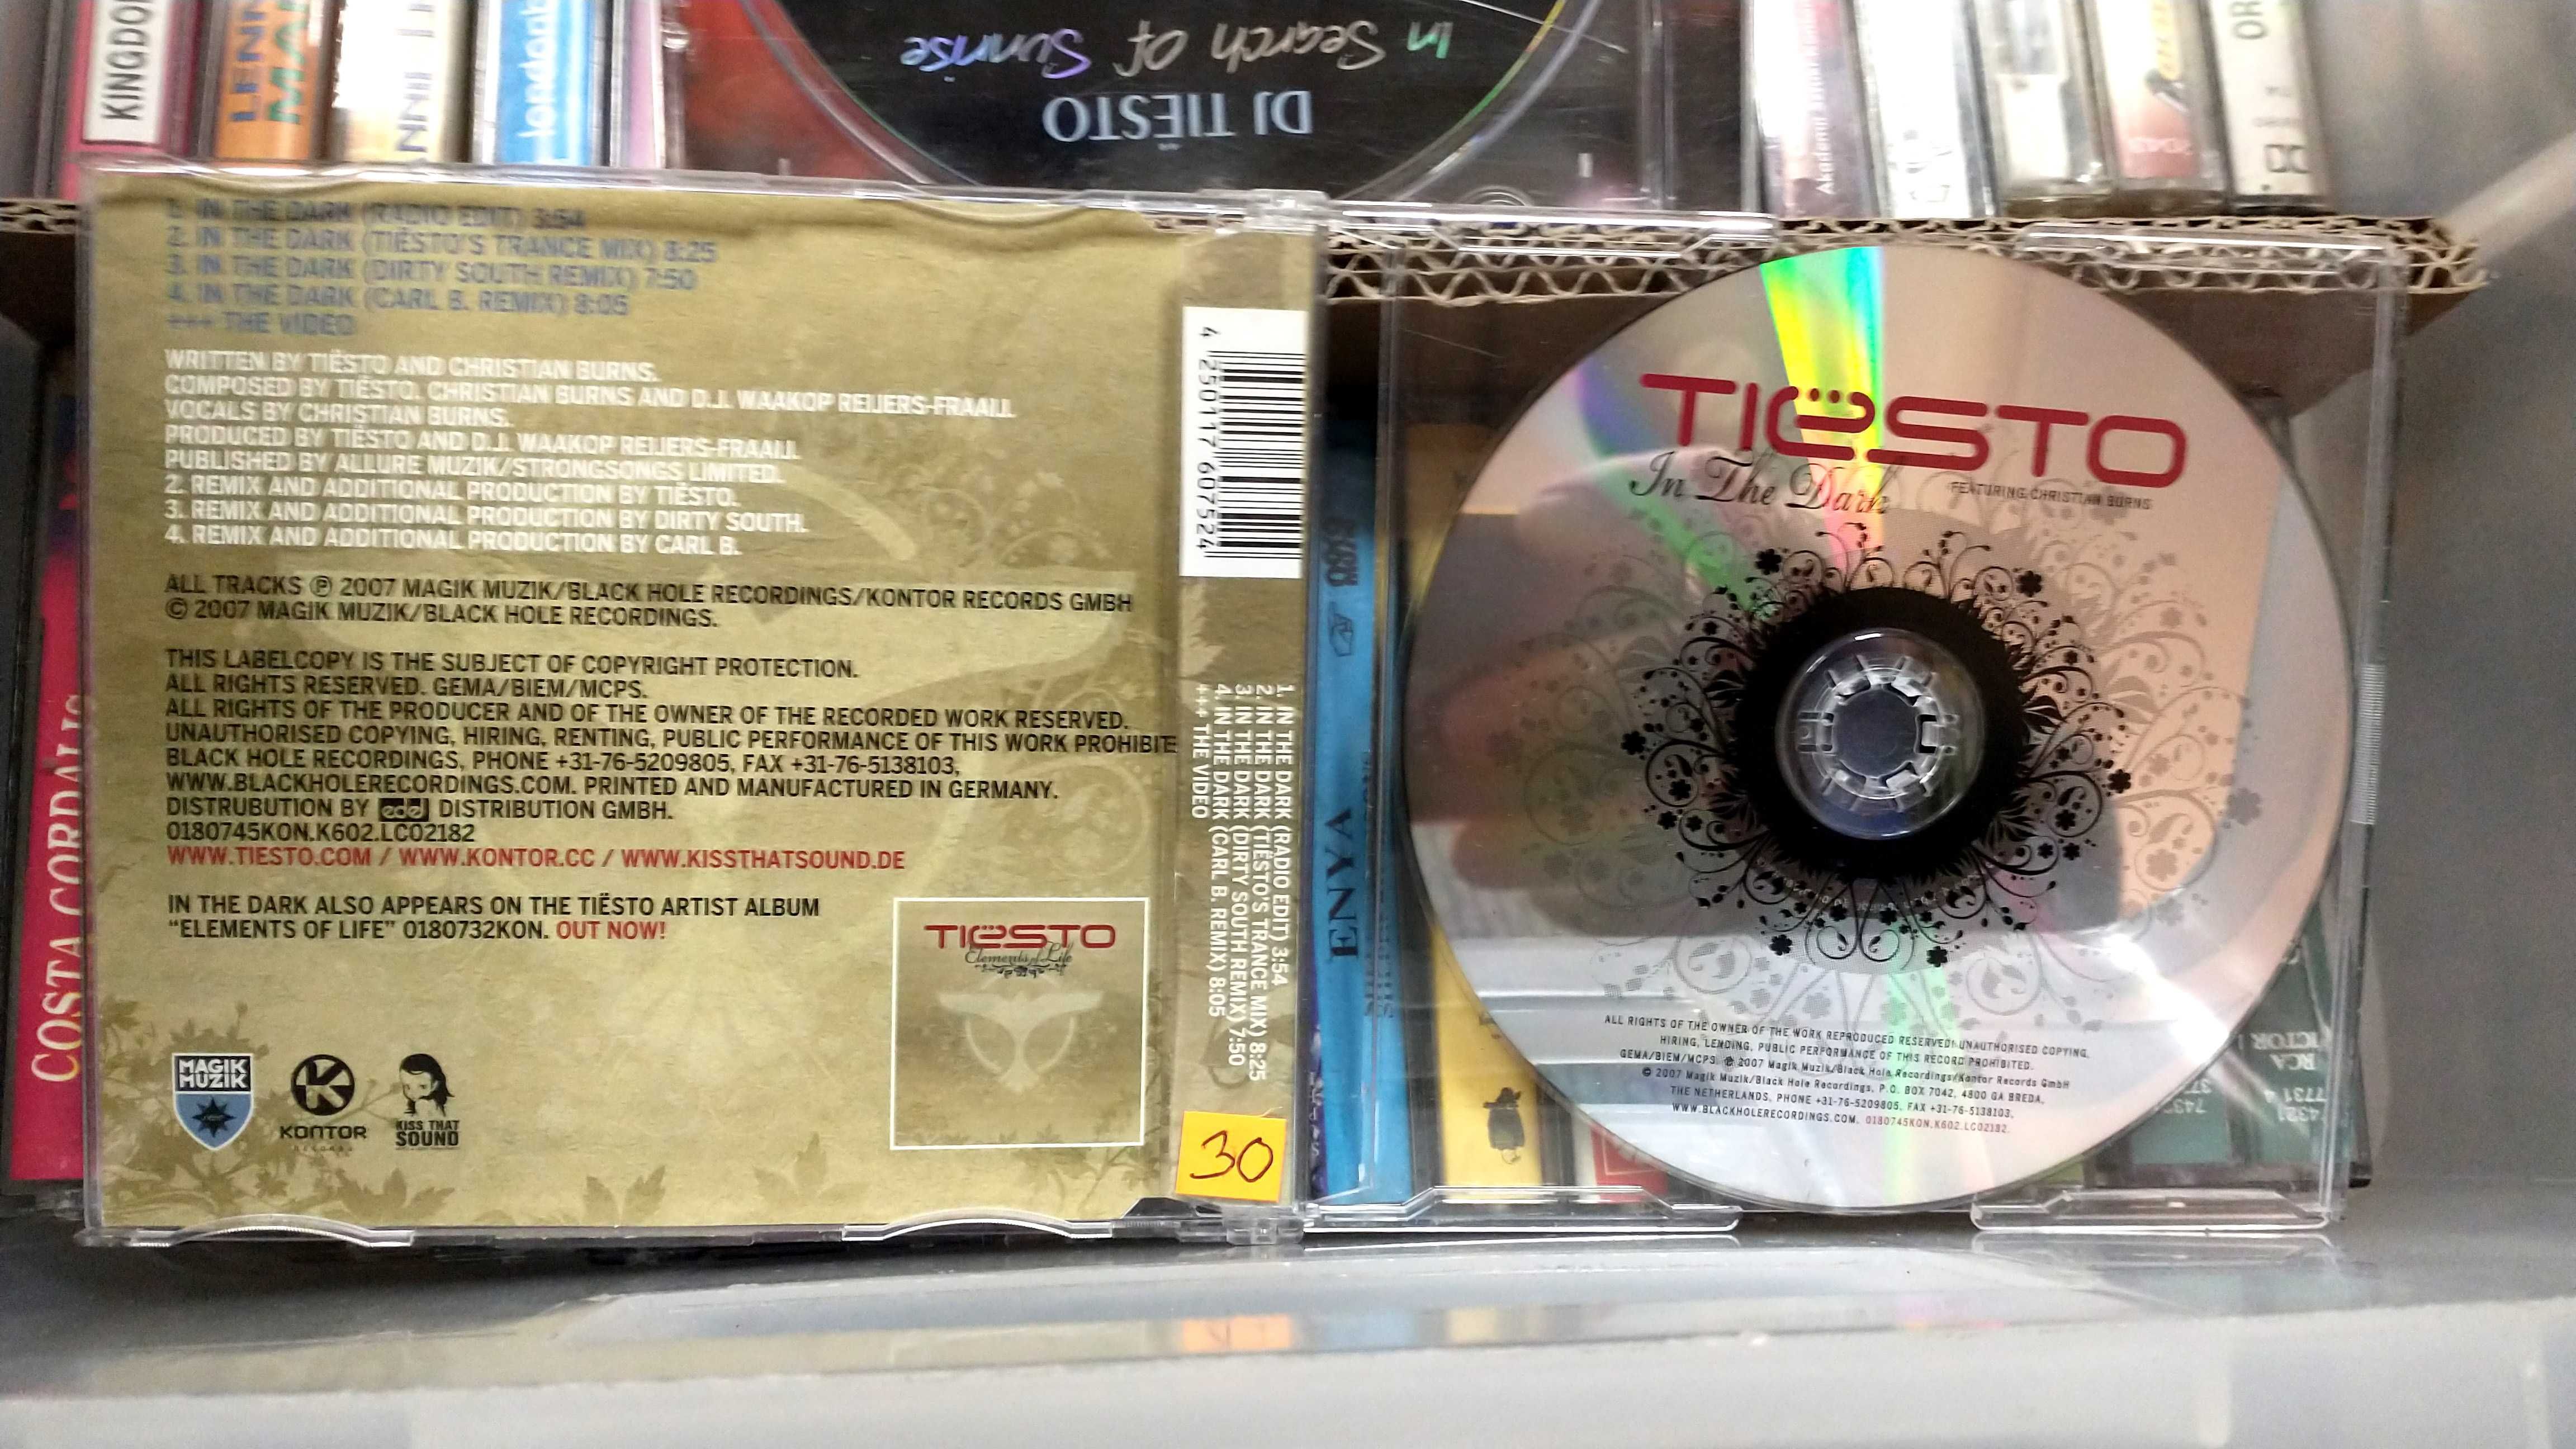 KINGDO
LENN
MA
ANNI
londonb
In Search of Sunrise
DJ TIËSTO
Akdeniz
OR
1. IN THE DARK (RADIO EDIT) 3:54
2. IN THE DARK (TIËSTO'S TRANCE MIX) 8:25
3. IN THE DARK (DIRTY SOUTH REMIX) 7:50
4. IN THE DARK (CARL B. REMIX) 8:05
+++ THE VIDEO
WRITTEN BY TIËSTO AND CHRISTIAN BURNS.
COMPOSED BY TIËSTO. CHRISTIAN BURNS AND D.J. WAAKOP REIJERS-FRAAIJ.
VOCALS BY CHRISTIAN BURNS.
PRODUCED BY TIËSTO AND D.J. WAAKOP REIJERS-FRAAIJ.
PUBLISHED BY ALLURE MUZIK/STRONGSONGS LIMITED.
2. REMIX AND ADDITIONAL PRODUCTION BY TIËSTO.
3. REMIX AND ADDITIONAL PRODUCTION BY DIRTY SOUTH.
4. REMIX AND ADDITIONAL PRODUCTION BY CARL B.
ALL TRACKS ℗ 2007 MAGIK MUZIK/BLACK HOLE RECORDINGS/KONTOR RECORDS GMBH
© 2007 MAGIK MUZIK/BLACK HOLE RECORDINGS.
THIS LABELCOPY IS THE SUBJECT OF COPYRIGHT PROTECTION.
ALL RIGHTS RESERVED. GEMA/BIEM/MCPS.
ALL RIGHTS OF THE PRODUCER AND OF THE OWNER OF THE RECORDED WORK RESERVED.
UNAUTHORISED COPYING, HIRING, RENTING, PUBLIC PERFORMANCE OF THIS WORK PROHIBITE
BLACK HOLE RECORDINGS, PHONE +31-76-5209805, FAX +31-76-5138103,
WWW.BLACKHOLERECORDINGS.COM. PRINTED AND MANUFACTURED IN GERMANY.
DISTRUBUTION BY edel DISTRIBUTION GMBH.
0180745KON.K602.LC02182
WWW.TIESTO.COM / WWW.KONTOR.CC / WWW.KISSTHATSOUND.DE
IN THE DARK ALSO APPEARS ON THE TIËSTO ARTIST ALBUM
"ELEMENTS OF LIFE" 0180732KON. OUT NOW!
TIËSTO
Elements of Life
MAGIK
MUZIK
KONTOR
RECORDS
KISS THAT
SOUND
4 250117 607524
1. IN THE DARK (RADIO EDIT) 3:54
2. IN THE DARK (TIËSTO'S TRANCE MIX) 8:25
3. IN THE DARK (DIRTY SOUTH REMIX) 7:50
4. IN THE DARK (CARL B. REMIX) 8:05
+++ THE VIDEO
30
COSTA CORDALIS
ENYA
TIËSTO
In The Dark
FEATURING CHRISTIAN BURNS
ALL RIGHTS OF THE OWNER OF THE WORK REPRODUCED RESERVED! UNAUTHORISED COPYING,
HIRING, LENDING, PUBLIC PERFORMANCE OF THIS RECORD PROHIBITED.
GEMA/BIEM/MCPS. ℗ 2007 Magik Muzik/Black Hole Recordings/Kontor Records GmbH
© 2007 Magik Muzik/Black Hole Recordings, P.O. BOX 7042, 4800 GA BREDA,
THE NETHERLANDS, PHONE +31-76-5209805, FAX +31-76-5138103,
WWW.BLACKHOLERECORDINGS.COM. 0180745KON.K602.LC02182.
RCA